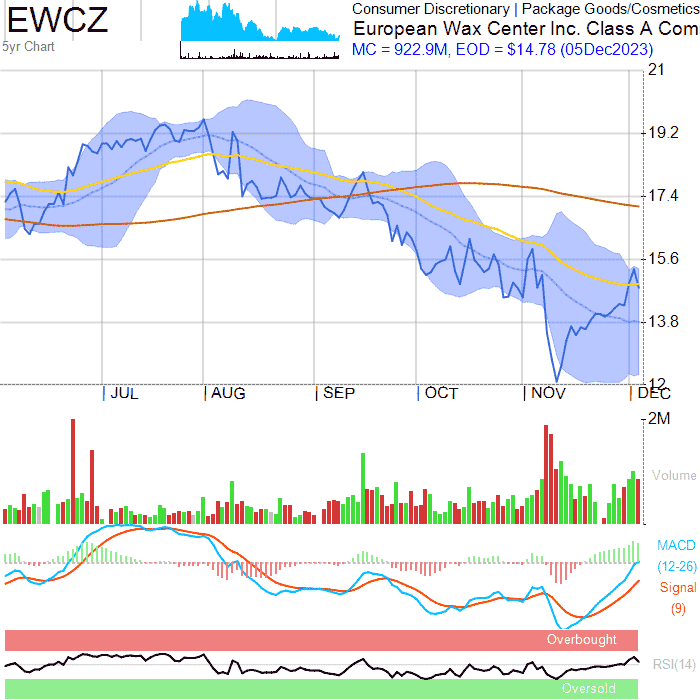 EWCZ
5yr Chart
Consumer Discretionary | Package Goods/Cosmetics
European Wax Center Inc. Class A Com
MC = 922.9M, EOD = $14.78 (05Dec2023)
21
19.2
17.4
15.6
13.8
12
JUL AUG SEP OCT NOV DEC
2M
Volume
MACD
(12-26)
Signal
(9)
Overbought
RSI(14)
Oversold